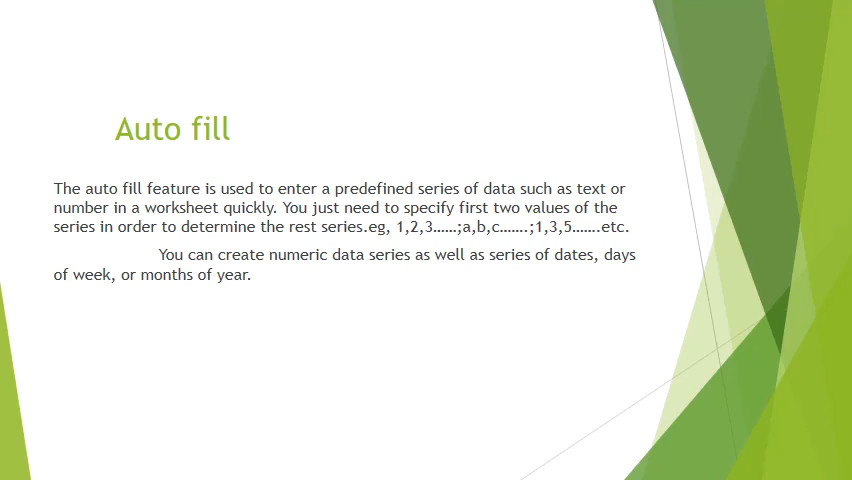 Auto fill
The auto fill feature is used to enter a predefined series of data such as text or
number in a worksheet quickly. You just need to specify first two values of the
series in order to determine the rest series.eg, 1,2,3……;a,b,c…….;1,3,5…….etc.
You can create numeric data series as well as series of dates, days
of week, or months of year.